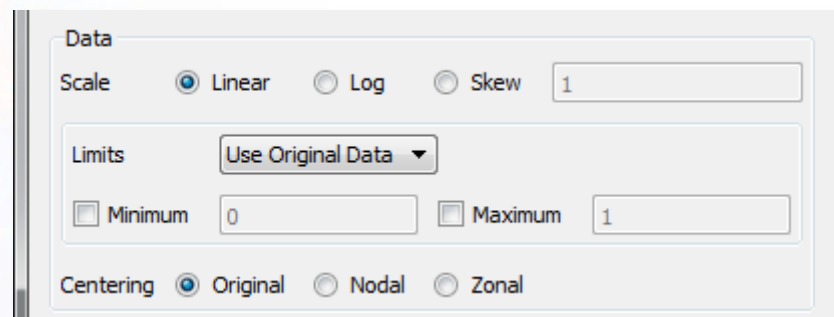 Data
Scale Linear Log Skew 1
Limits Use Original Data
Minimum 0 Maximum 1
Centering Original Nodal Zonal